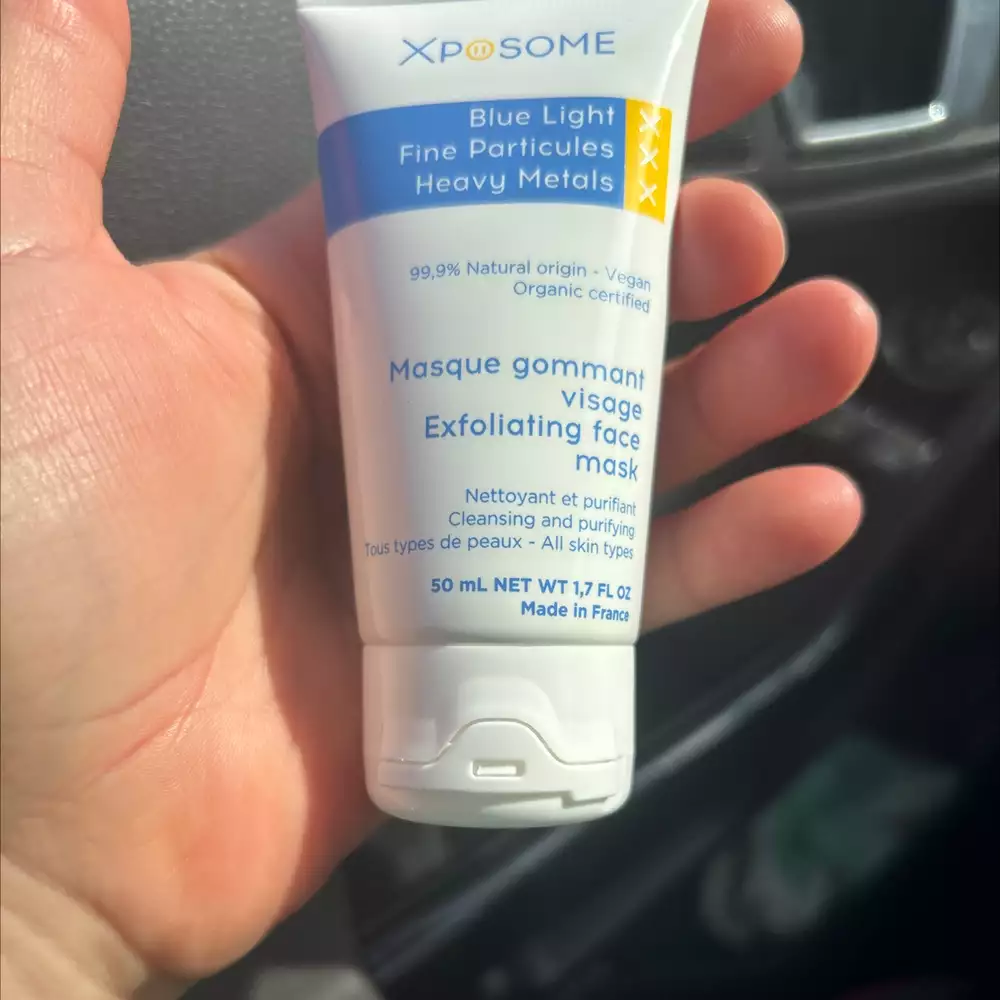 XPOSOME
Blue Light
Fine Particules
Heavy Metals
XXX
99,9% Natural origin - Vegan
Organic certified
Masque gommant
visage
Exfoliating face
mask
Nettoyant et purifiant
Cleansing and purifying
Tous types de peaux - All skin types
50 mL NET WT 1,7 FL OZ
Made in France